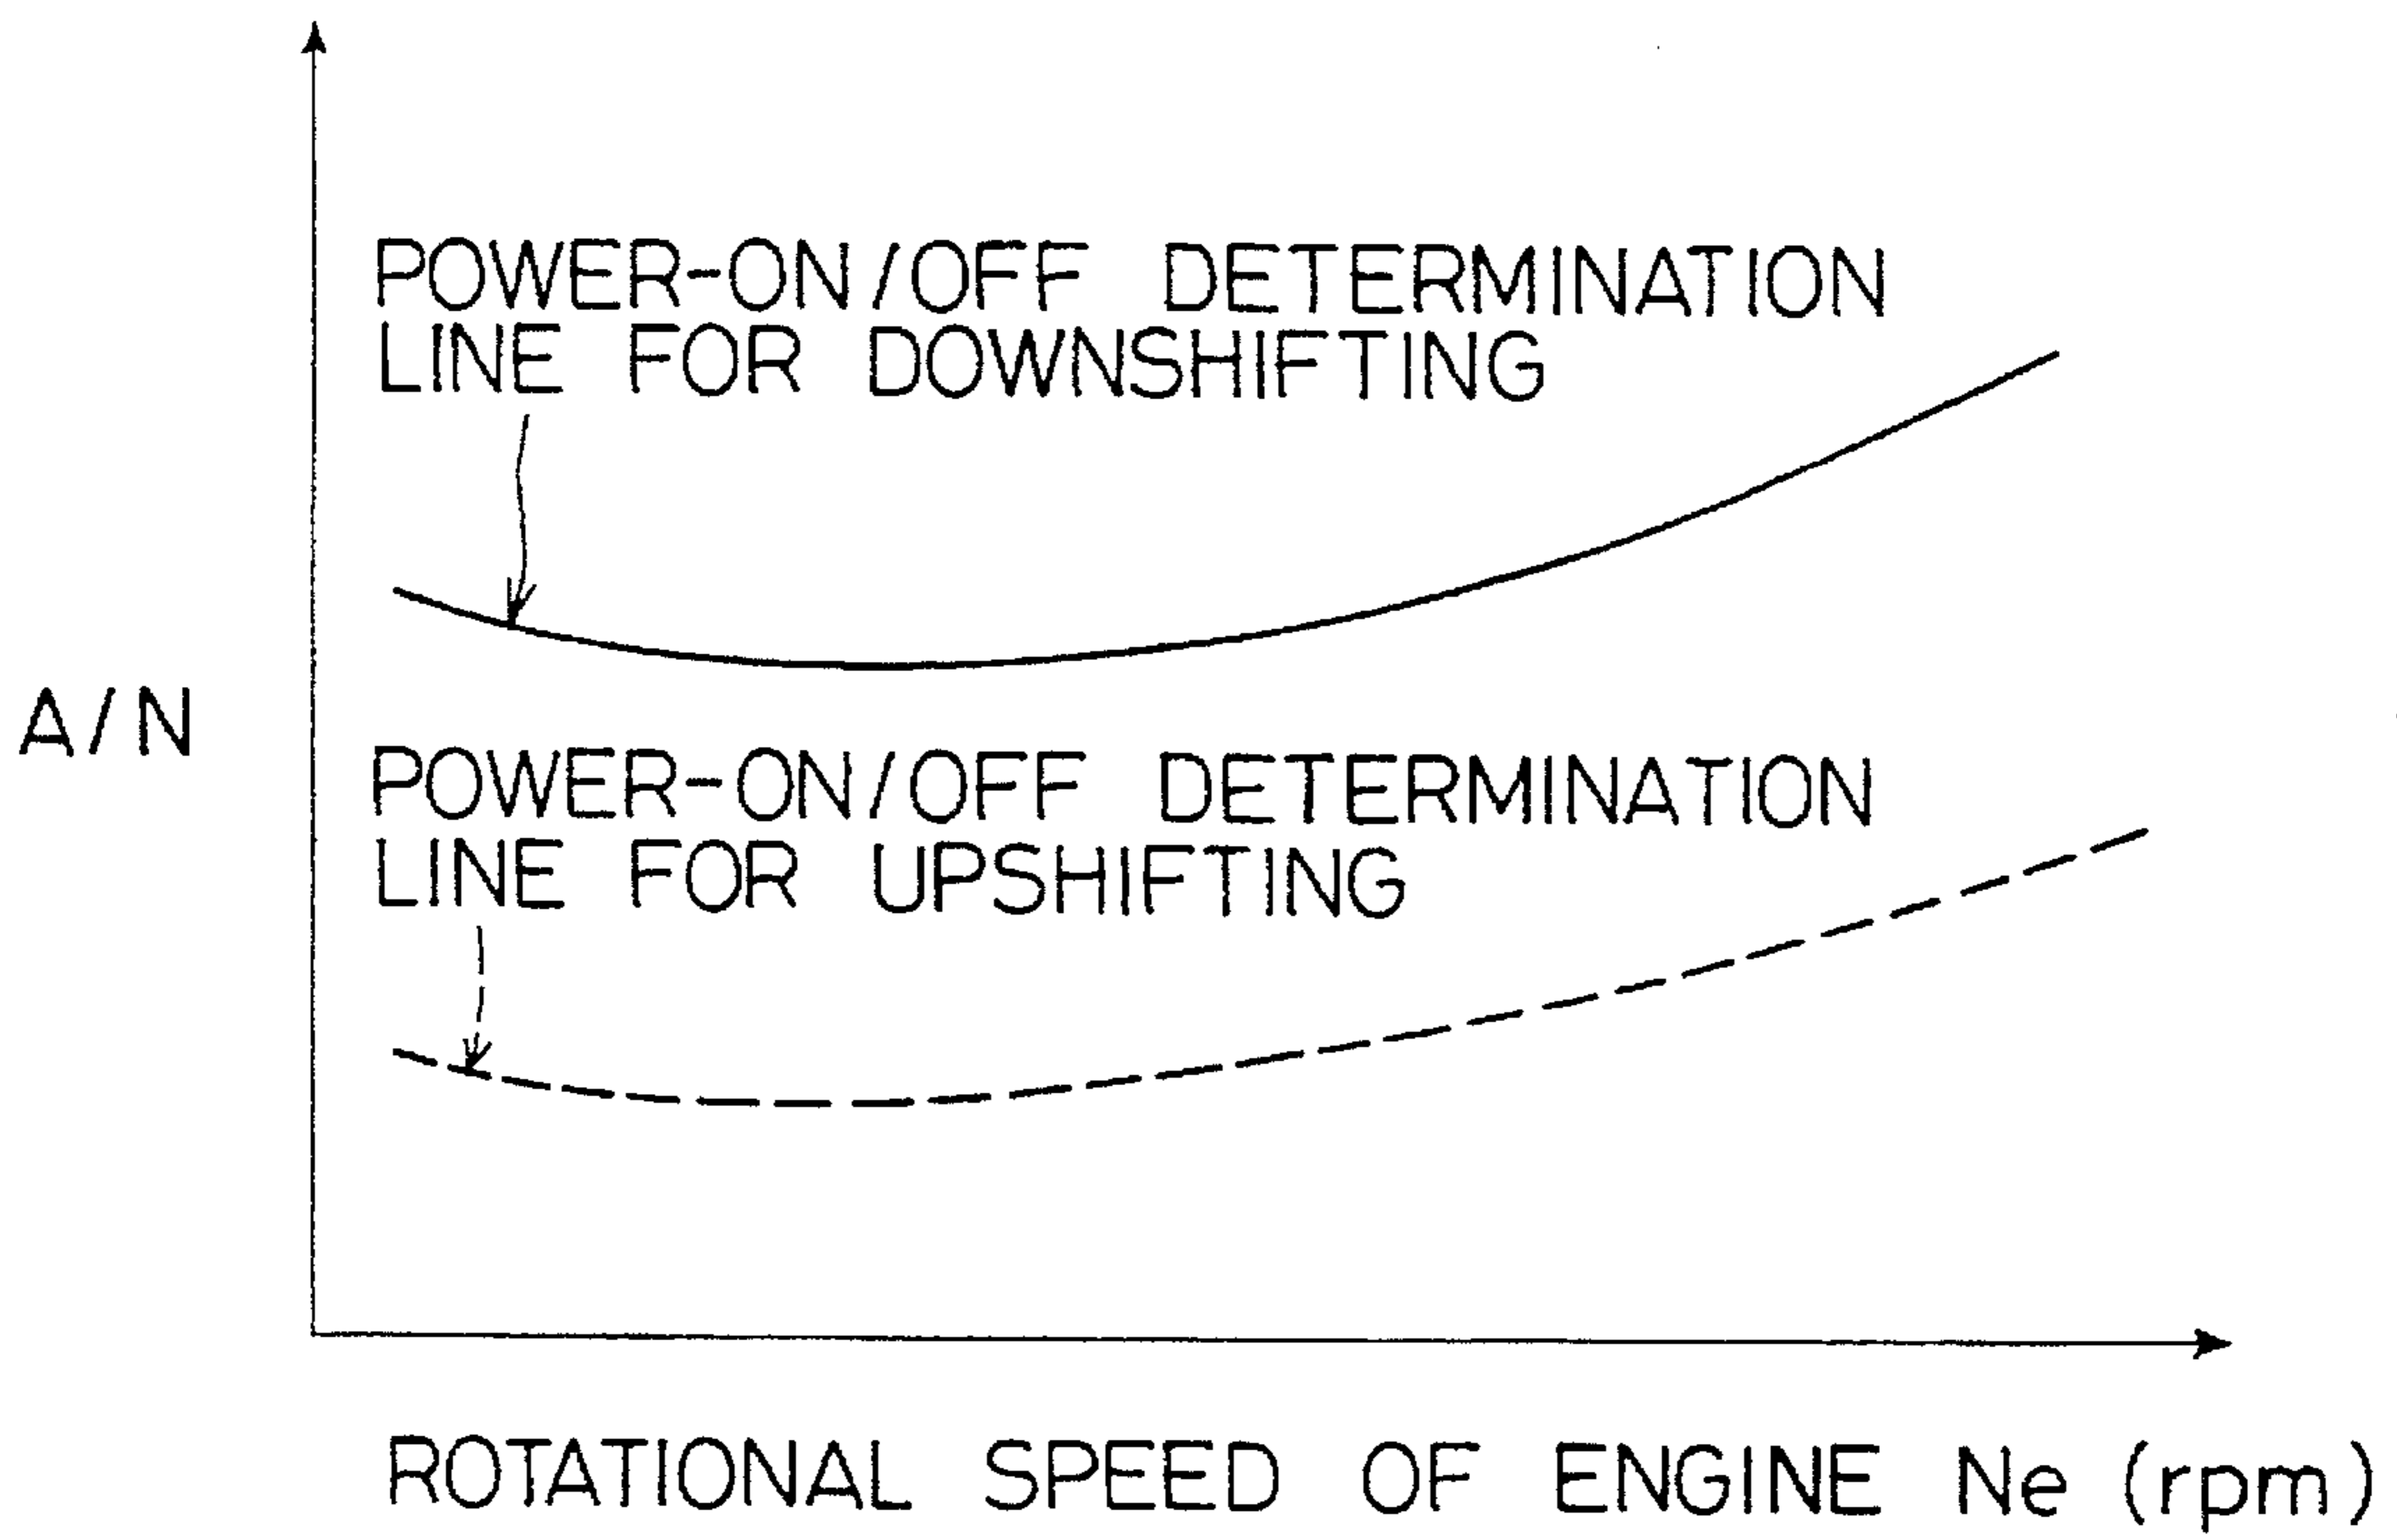 POWER-ON/OFF DETERMINATION
LINE FOR DOWNSHIFTING
A/N
POWER-ON/OFF DETERMINATION
LINE FOR UPSHIFTING
ROTATIONAL SPEED OF ENGINE Ne (rpm)